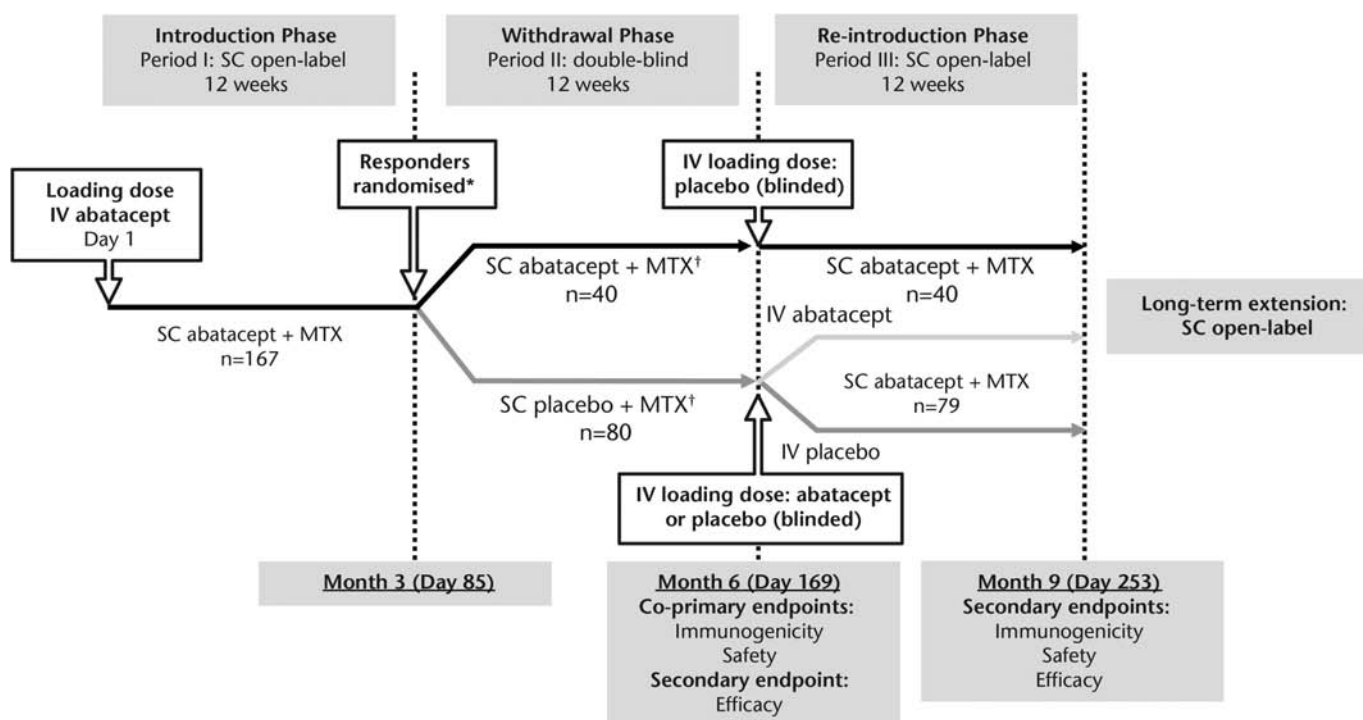 Introduction Phase
Period I: SC open-label
12 weeks
Withdrawal Phase
Period II: double-blind
12 weeks
Re-introduction Phase
Period III: SC open-label
12 weeks
Loading dose
IV abatacept
Day 1
Responders
randomised*
IV loading dose:
placebo (blinded)
SC abatacept + MTX
n=167
SC abatacept + MTX†
n=40
SC abatacept + MTX
n=40
IV abatacept
Long-term extension:
SC open-label
SC placebo + MTX†
n=80
SC abatacept + MTX
n=79
IV placebo
IV loading dose: abatacept
or placebo (blinded)
Month 3 (Day 85)
Month 6 (Day 169)
Co-primary endpoints:
Immunogenicity
Safety
Secondary endpoint:
Efficacy
Month 9 (Day 253)
Secondary endpoints:
Immunogenicity
Safety
Efficacy